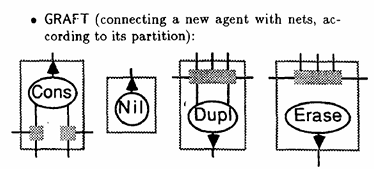 • GRAFT (connecting a new agent with nets, ac-
cording to its partition):
Cons Nil Dupl Erase